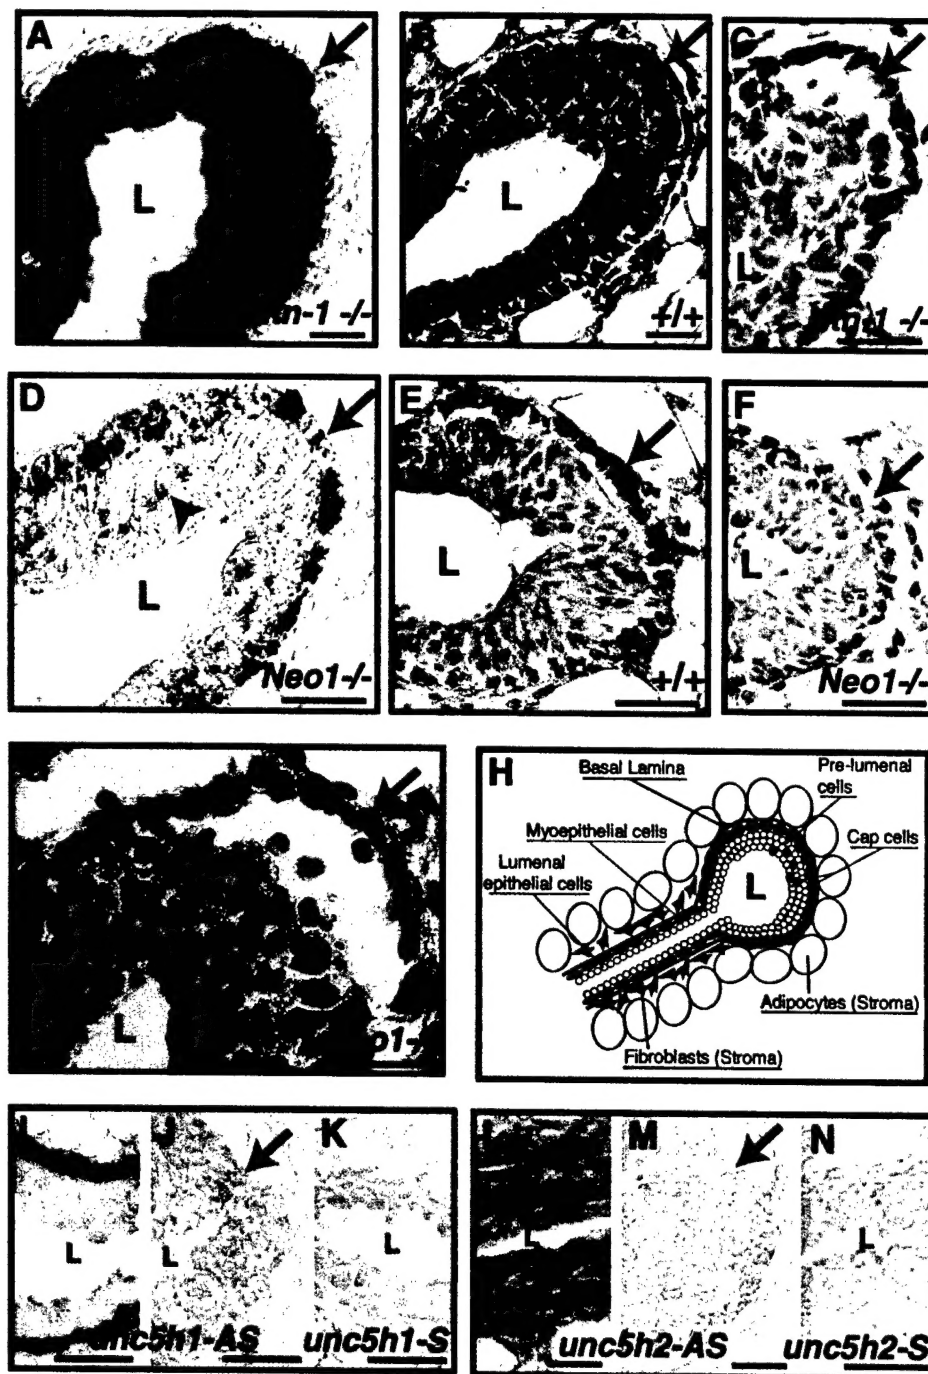 A
L
-/-
B
L
+/+
C
L
-/-
D
L
Neo1-/-
E
L
+/+
F
L
Neo1-/-
L
H
Basal Lamina
Pre-lumenal
cells
Myoepithelial cells
Cap cells
Lumenal
epithelial cells
L
Adipocytes (Stroma)
Fibroblasts (Stroma)
I
J
K
L
L
L
unc5h1-AS
unc5h1-S
L
M
N
L
L
unc5h2-AS
unc5h2-S